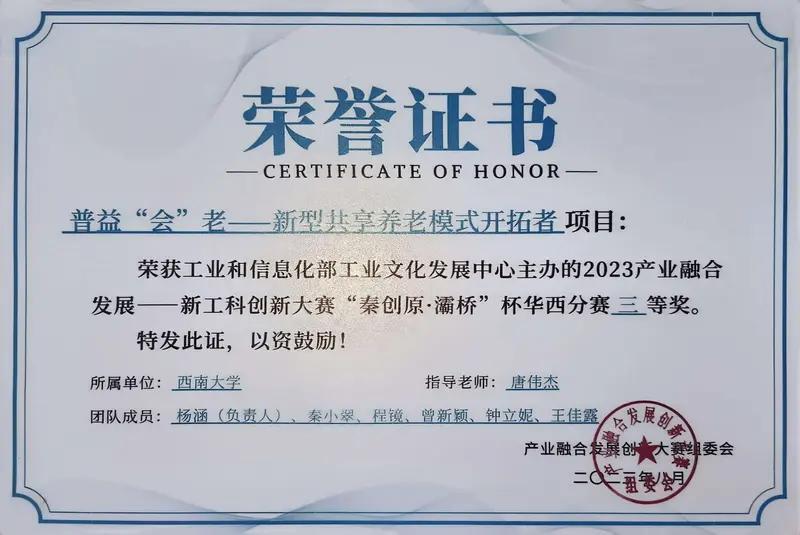 荣誉证书
CERTIFICATE OF HONOR
普益“会”老——新型共享养老模式开拓者 项目：
荣获工业和信息化部工业文化发展中心主办的2023产业融合
发展——新工科创新大赛“秦创原·灞桥”杯华西分赛 三 等奖。
特发此证，以资鼓励！
所属单位： 西南大学 指导老师： 唐伟杰
团队成员： 杨涵（负责人）、秦小翠、程镜、曾新颖、钟立妮、王佳露
产业融合发展创新大赛组委会
二〇二三年八月